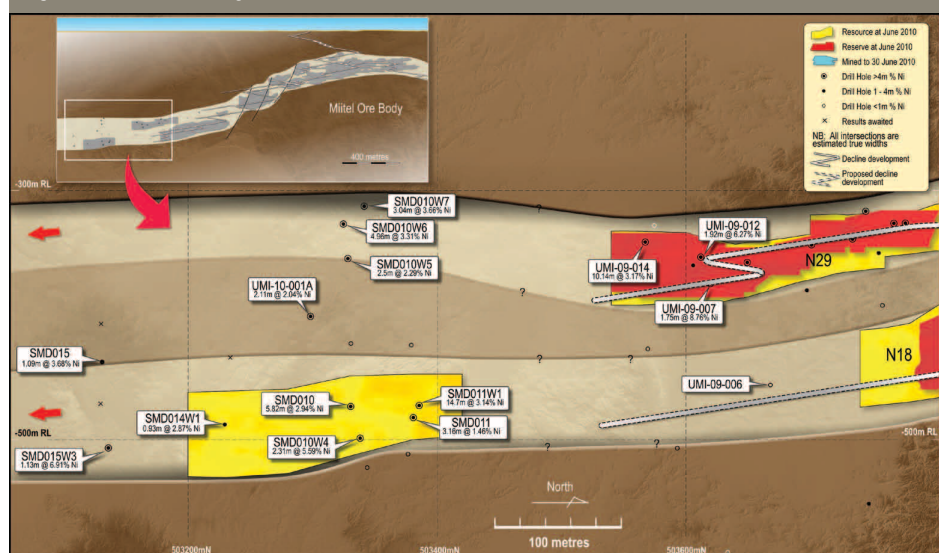 Miitel Ore Body
400 metres
Resource at June 2010
Reserve at June 2010
Mined to 30 June 2010
Drill Hole >4m % Ni
Drill Hole 1 - 4m % Ni
Drill Hole <1m % Ni
Results awaited
NB: All intersections are
estimated true widths
Decline development
Proposed decline
development
-300m RL
SMD010W7
3.04m @ 3.66% Ni
SMD010W6
4.96m @ 3.31% Ni
SMD010W5
2.5m @ 2.29% Ni
UMI-10-001A
2.11m @ 2.04% Ni
UMI-09-012
1.92m @ 6.27% Ni
UMI-09-014
10.14m @ 3.17% Ni
UMI-09-007
1.75m @ 8.76% Ni
N29
?
?
?
?
?
?
?
SMD015
1.09m @ 3.68% Ni
N18
UMI-09-006
SMD010
5.82m @ 2.94% Ni
SMD011W1
14.7m @ 3.14% Ni
SMD014W1
0.93m @ 2.87% Ni
SMD011
3.16m @ 1.46% Ni
SMD010W4
2.31m @ 5.59% Ni
-500m RL
-500m RL
SMD015W3
1.13m @ 6.91% Ni
North
100 metres
503200mN
503400mN
503600mN